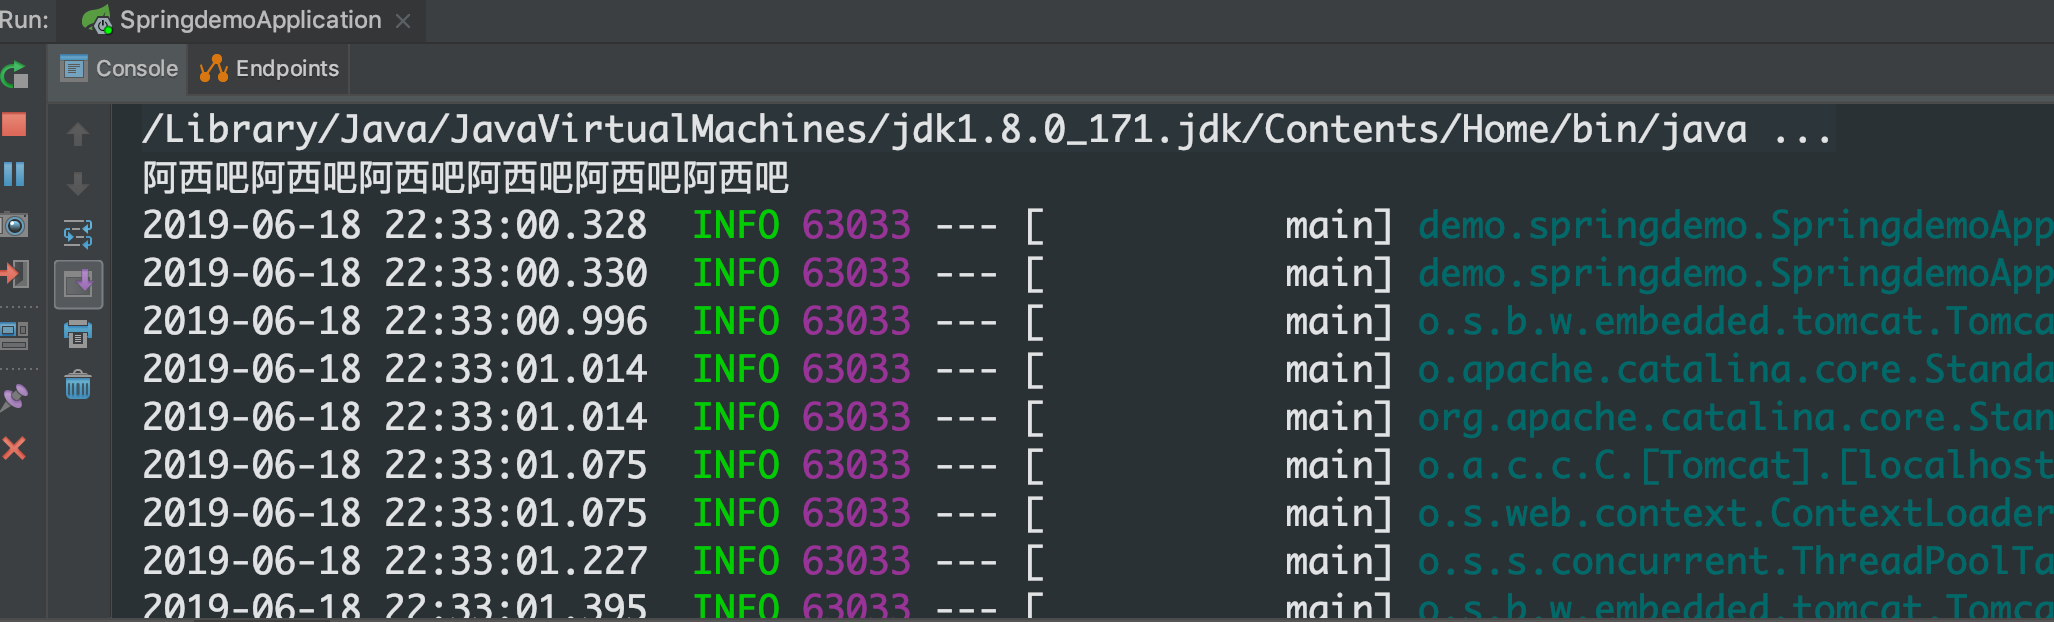 Run: SpringdemoApplication
Console Endpoints
/Library/Java/JavaVirtualMachines/jdk1.8.0_171.jdk/Contents/Home/bin/java ...
阿西吧阿西吧阿西吧阿西吧阿西吧阿西吧
2019-06-18 22:33:00.328  INFO 63033 --- [           main] demo.springdemo.SpringdemoApp
2019-06-18 22:33:00.330  INFO 63033 --- [           main] demo.springdemo.SpringdemoApp
2019-06-18 22:33:00.996  INFO 63033 --- [           main] o.s.b.w.embedded.tomcat.Tomca
2019-06-18 22:33:01.014  INFO 63033 --- [           main] o.apache.catalina.core.Standa
2019-06-18 22:33:01.014  INFO 63033 --- [           main] org.apache.catalina.core.Stan
2019-06-18 22:33:01.075  INFO 63033 --- [           main] o.a.c.c.C.[Tomcat].[localhost
2019-06-18 22:33:01.075  INFO 63033 --- [           main] o.s.web.context.ContextLoader
2019-06-18 22:33:01.227  INFO 63033 --- [           main] o.s.s.concurrent.ThreadPoolTa
2019-06-18 22:33:01.395  INFO 63033 --- [           main] o.s.b.w.embedded.tomcat.Tomca